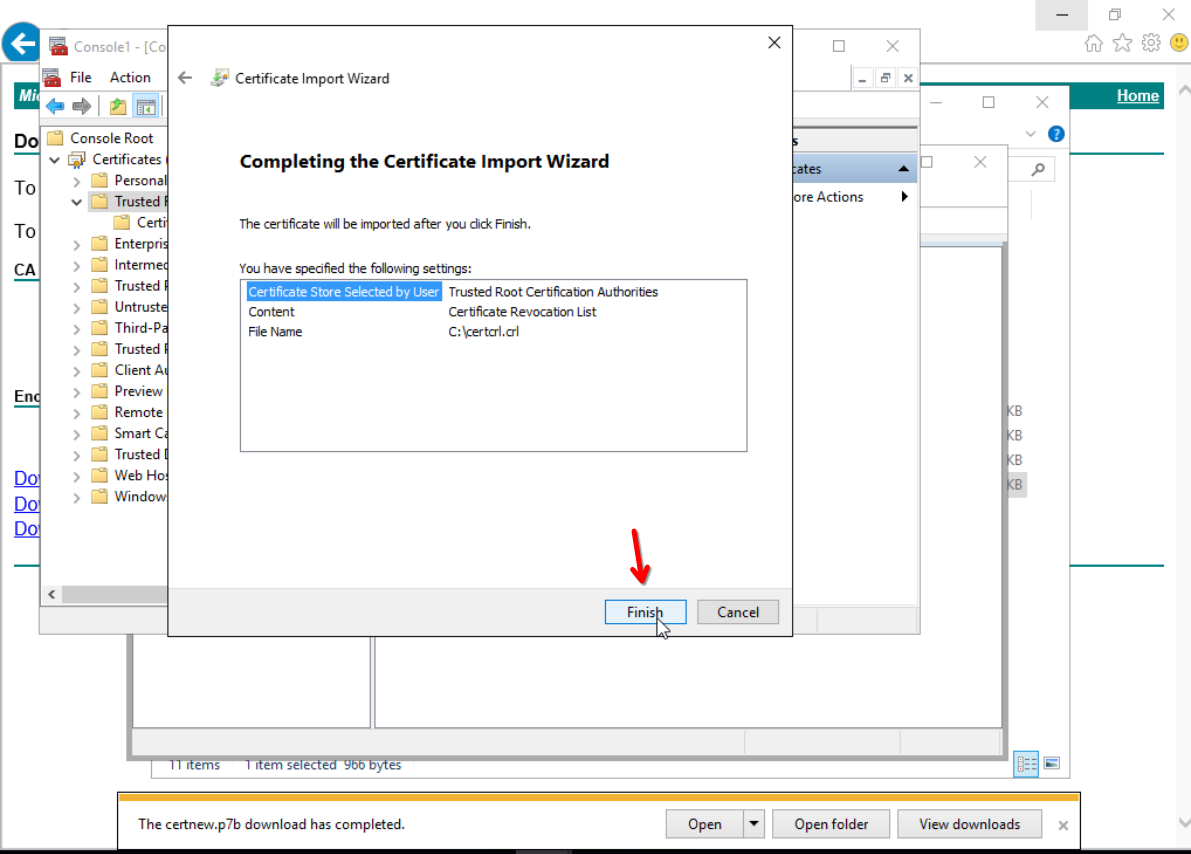 Console1 - [Co
File Action
Certificate Import Wizard
Home
Console Root
Certificates
Personal
Trusted
Enterpris
Intermed
Trusted
Untruste
Third-Pa
Trusted
Client Au
Preview
Remote
Smart Ca
Trusted
Web Hos
Window
Completing the Certificate Import Wizard
The certificate will be imported after you click Finish.
You have specified the following settings:
Certificate Store Selected by User Trusted Root Certification Authorities
Content Certificate Revocation List
File Name C:\certcrl.crl
Finish Cancel
cates
ore Actions
Do
To
To
CA
Enc
Do
Do
Do
KB
KB
KB
KB
11 items 1 item selected 966 bytes
The certnew.p7b download has completed.
Open Open folder View downloads